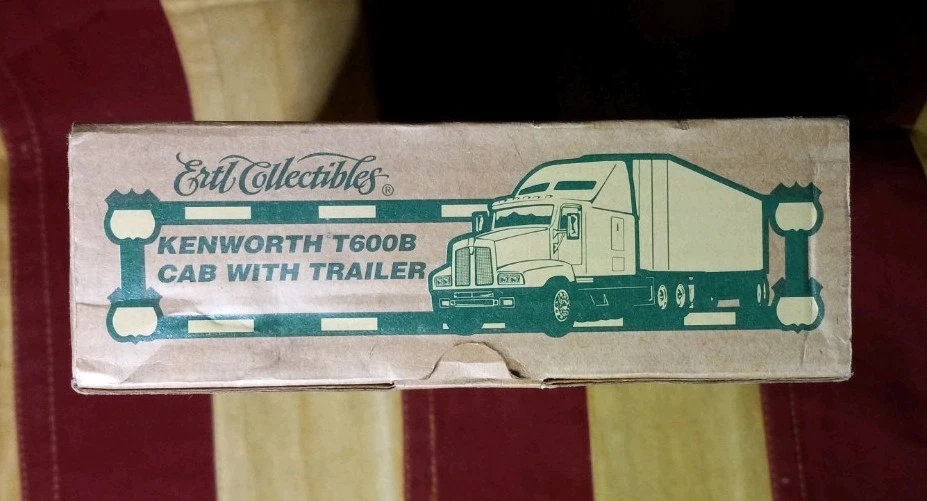 Ertl Collectibles®
KENWORTH T600B
CAB WITH TRAILER